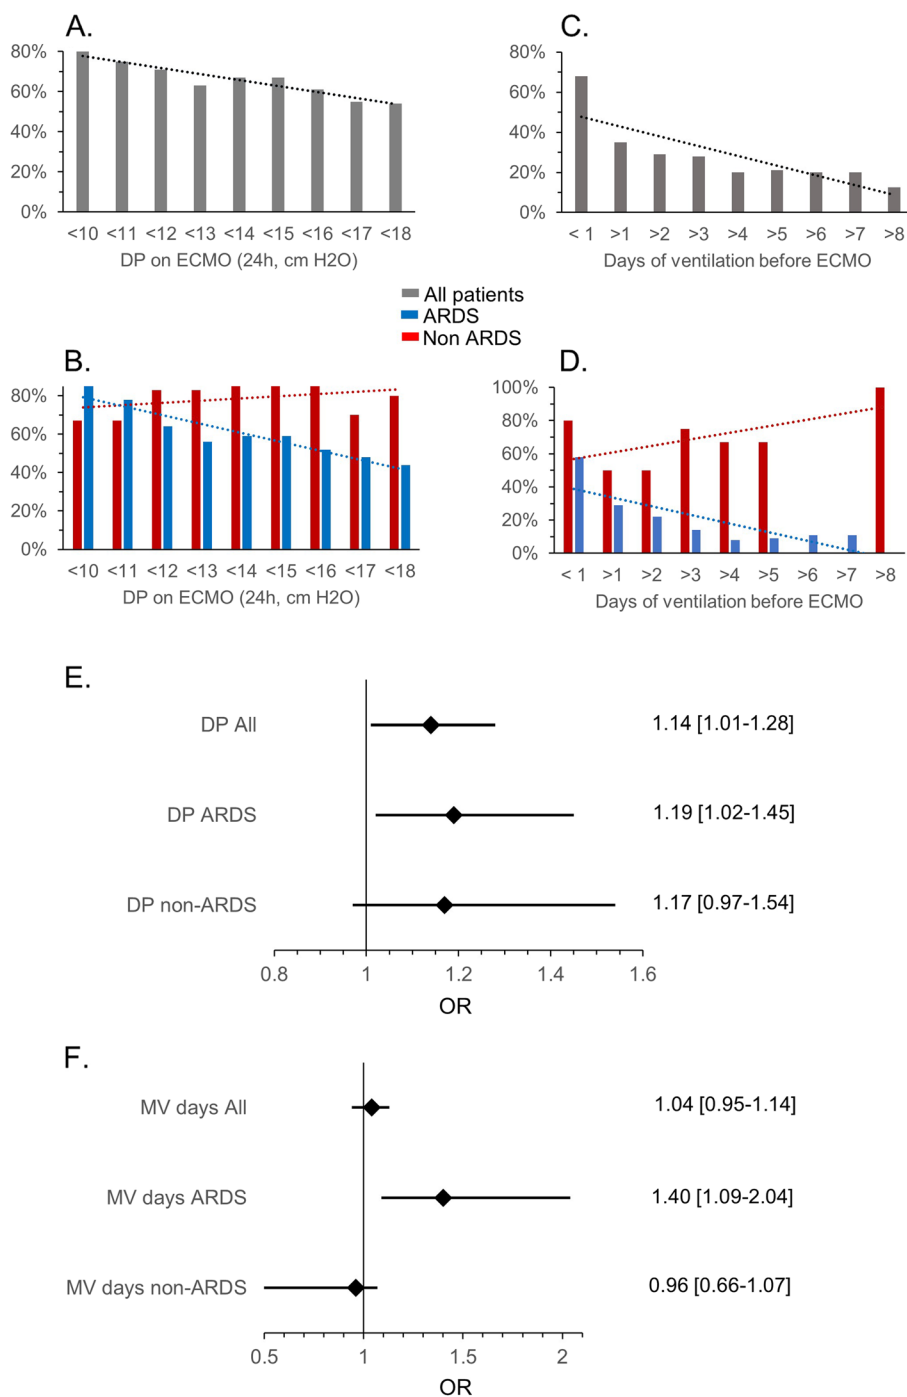 A.
80%
60%
40%
20%
0%
<10 <11 <12 <13 <14 <15 <16 <17 <18
DP on ECMO (24h, cm H2O)
C.
80%
60%
40%
20%
0%
< 1 >1 >2 >3 >4 >5 >6 >7 >8
Days of ventilation before ECMO
All patients
ARDS
Non ARDS
B.
80%
60%
40%
20%
0%
<10 <11 <12 <13 <14 <15 <16 <17 <18
DP on ECMO (24h, cm H2O)
D.
100%
80%
60%
40%
20%
0%
< 1 >1 >2 >3 >4 >5 >6 >7 >8
Days of ventilation before ECMO
E.
DP All 1.14 [1.01-1.28]
DP ARDS 1.19 [1.02-1.45]
DP non-ARDS 1.17 [0.97-1.54]
0.8 1 1.2 1.4 1.6
OR
F.
MV days All 1.04 [0.95-1.14]
MV days ARDS 1.40 [1.09-2.04]
MV days non-ARDS 0.96 [0.66-1.07]
0.5 1 1.5 2
OR